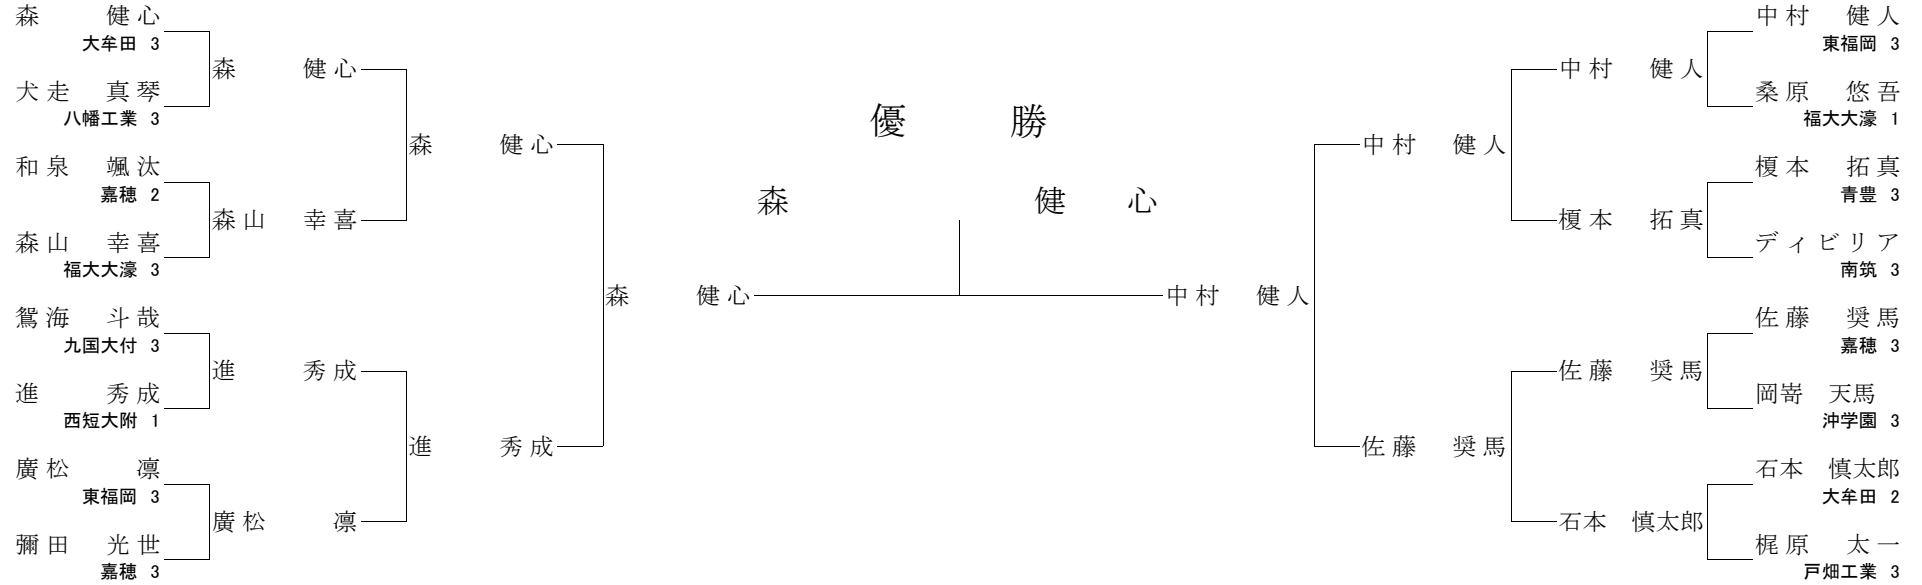 優 勝
森 健 心
森 健 心
大牟田 3
犬 走 真 琴
八幡工業 3
和 泉 颯 汰
嘉穂 2
森 山 幸 喜
福大大濠 3
鴛 海 斗 哉
九国大付 3
進 秀 成
西短大附 1
廣 松 凛
東福岡 3
彌 田 光 世
嘉穂 3
森 健 心
森 山 幸 喜
進 秀 成
廣 松 凛
森 健 心
進 秀 成
森 健 心
中 村 健 人
中 村 健 人
佐 藤 奨 馬
中 村 健 人
榎 本 拓 真
佐 藤 奨 馬
石本 慎太郎
中 村 健 人
東福岡 3
桑 原 悠 吾
福大大濠 1
榎 本 拓 真
青豊 3
デ ィ ビ リ ア
南筑 3
佐 藤 奨 馬
嘉穂 3
岡嵜 天馬
沖学園 3
石本 慎太郎
大牟田 2
梶 原 太 一
戸畑工業 3